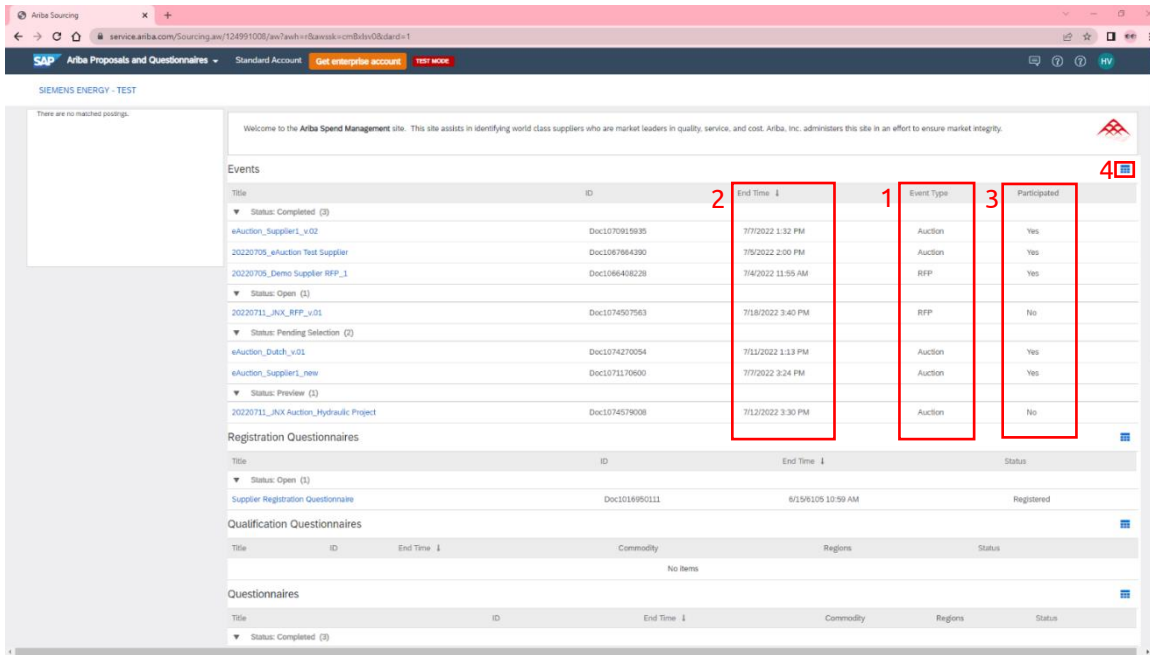 Ariba Sourcing
service.ariba.com/Sourcing.aw/124991008/aw?awh=r&awssk=cmBxlsv0&dard=1
SAP Ariba Proposals and Questionnaires Standard Account Get enterprise account TEST MODE HV
SIEMENS ENERGY - TEST
There are no matched postings.
Welcome to the Ariba Spend Management site. This site assists in identifying world class suppliers who are market leaders in quality, service, and cost. Ariba, Inc. administers this site in an effort to ensure market integrity.
Events 4
Title ID 2 End Time ↓ 1 Event Type 3 Participated
▼ Status: Completed (3)
eAuction_Supplier1_v.02 Doc1070915935 7/7/2022 1:32 PM Auction Yes
20220705_eAuction Test Supplier Doc1067664390 7/5/2022 2:00 PM Auction Yes
20220705_Demo Supplier RFP_1 Doc1066408228 7/4/2022 11:55 AM RFP Yes
▼ Status: Open (1)
20220711_JNX_RFP_v.01 Doc1074507563 7/18/2022 3:40 PM RFP No
▼ Status: Pending Selection (2)
eAuction_Dutch_v.01 Doc1074270054 7/11/2022 1:13 PM Auction Yes
eAuction_Supplier1_new Doc1071170600 7/7/2022 3:24 PM Auction Yes
▼ Status: Preview (1)
20220711_JNX Auction_Hydraulic Project Doc1074579008 7/12/2022 3:30 PM Auction No
Registration Questionnaires
Title ID End Time ↓ Status
▼ Status: Open (1)
Supplier Registration Questionnaire Doc1016950111 6/15/6105 10:59 AM Registered
Qualification Questionnaires
Title ID End Time ↓ Commodity Regions Status
No items
Questionnaires
Title ID End Time ↓ Commodity Regions Status
▼ Status: Completed (3)